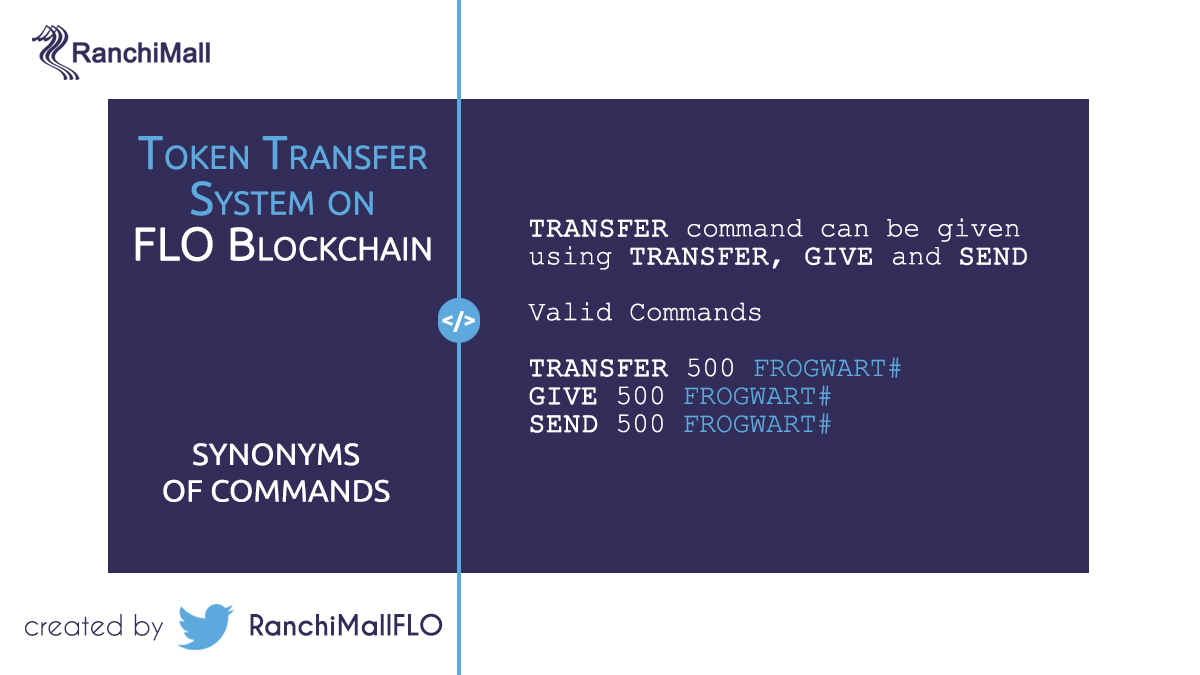 RanchiMall
Token Transfer
System on
FLO Blockchain
SYNONYMS
OF COMMANDS
</>
TRANSFER command can be given
using TRANSFER, GIVE and SEND
Valid Commands
TRANSFER 500 FROGWART#
GIVE 500 FROGWART#
SEND 500 FROGWART#
created by RanchiMallFLO